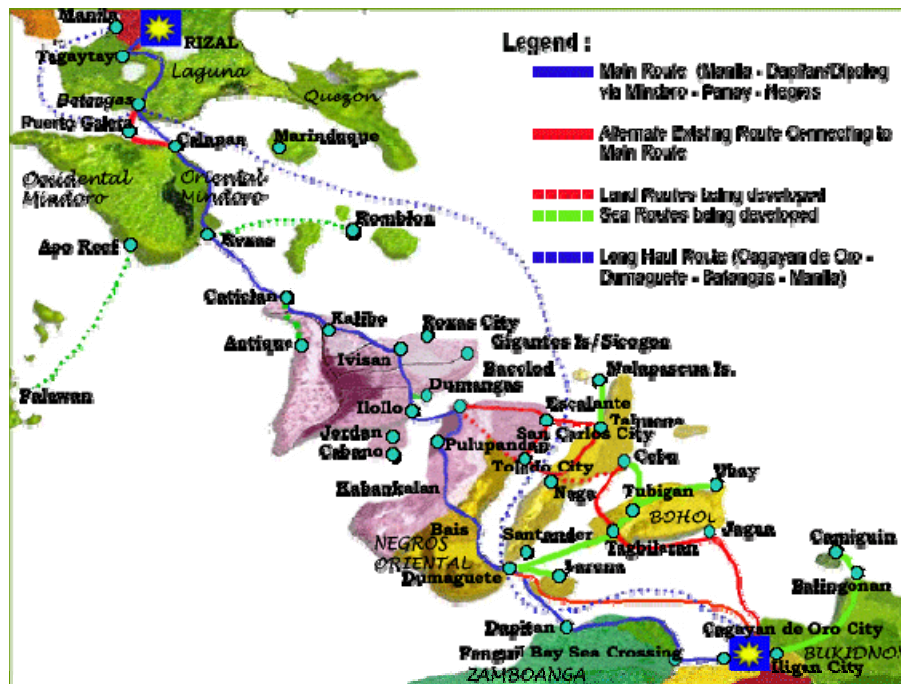 Manila
RIZAL
Tagaytay
Laguna
Batangas
Quezon
Puerto Galera
Calapan
Marinduque
Occidental
Mindoro
Oriental
Mindoro
Romblon
Apo Reef
Roxas
Caticlan
Kalibo
Roxas City
Antique
Ivisan
Gigantes Is/Sicogon
Bacolod
Malapascua Is.
Palawan
Dumangas
Iloilo
Escalante
Tabuena
Jordan
San Carlos City
Pulupandan
Cabano
Toledo City
Cebu
Ubay
Kabankalan
Naga
Tubigan
Bais
Santander
BOHOL
Jagna
NEGROS
ORIENTAL
Tagbilaran
Camiguin
Dumaguete
Larena
Balingonan
Dapitan
Cagayan de Oro City
Panguil Bay Sea Crossing
BUKIDNON
Iligan City
ZAMBOANGA
Legend :
Main Route (Manila - Dapitan/Dipolog
via Mindoro - Panay - Negros
Alternate Existing Route Connecting to
Main Route
Land Routes being developed
Sea Routes being developed
Long Haul Route (Cagayan de Oro -
Dumaguete - Batangas - Manila)